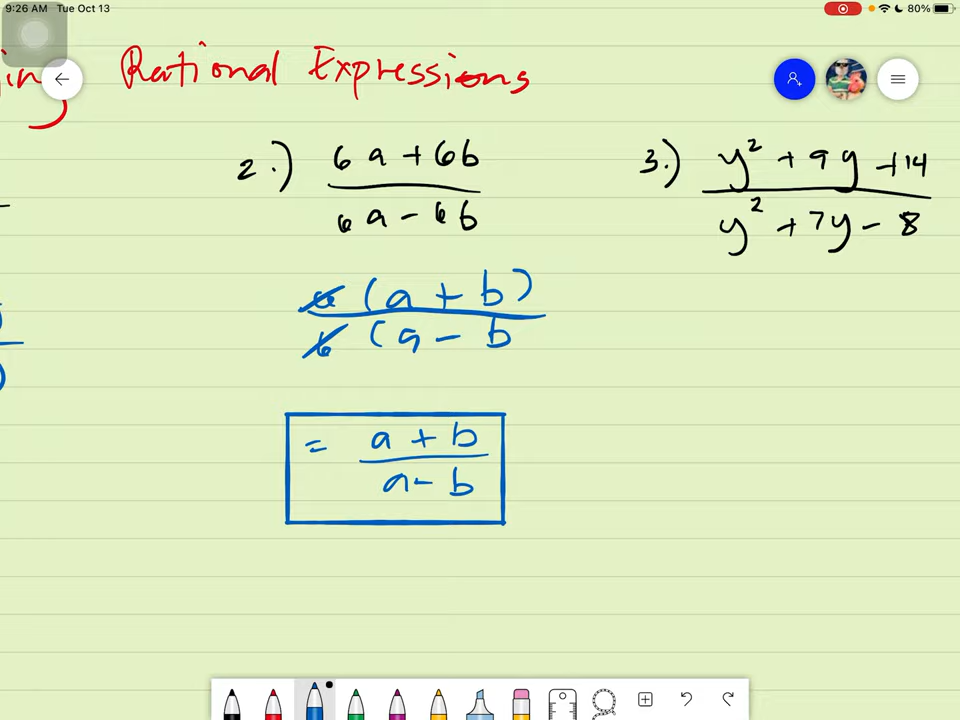 9:26 AM Tue Oct 13
80%
Rational Expressions
2.) 6a + 6b
6a - 6b
6 (a + b)
6 (a - b
= a + b
a - b
3.) y² + 9y + 14
y² + 7y - 8